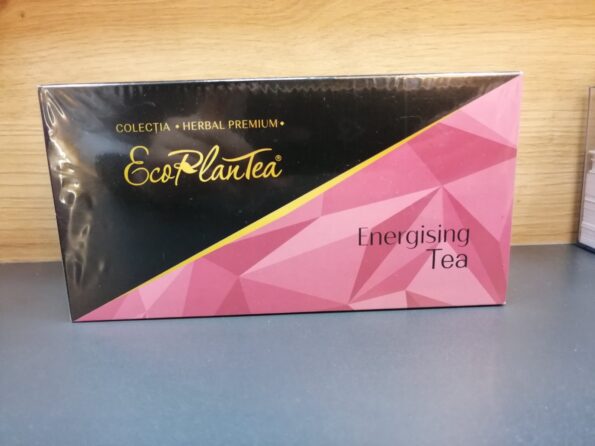 COLECȚIA • HERBAL PREMIUM •
EcoPlanTea®
Energising
Tea